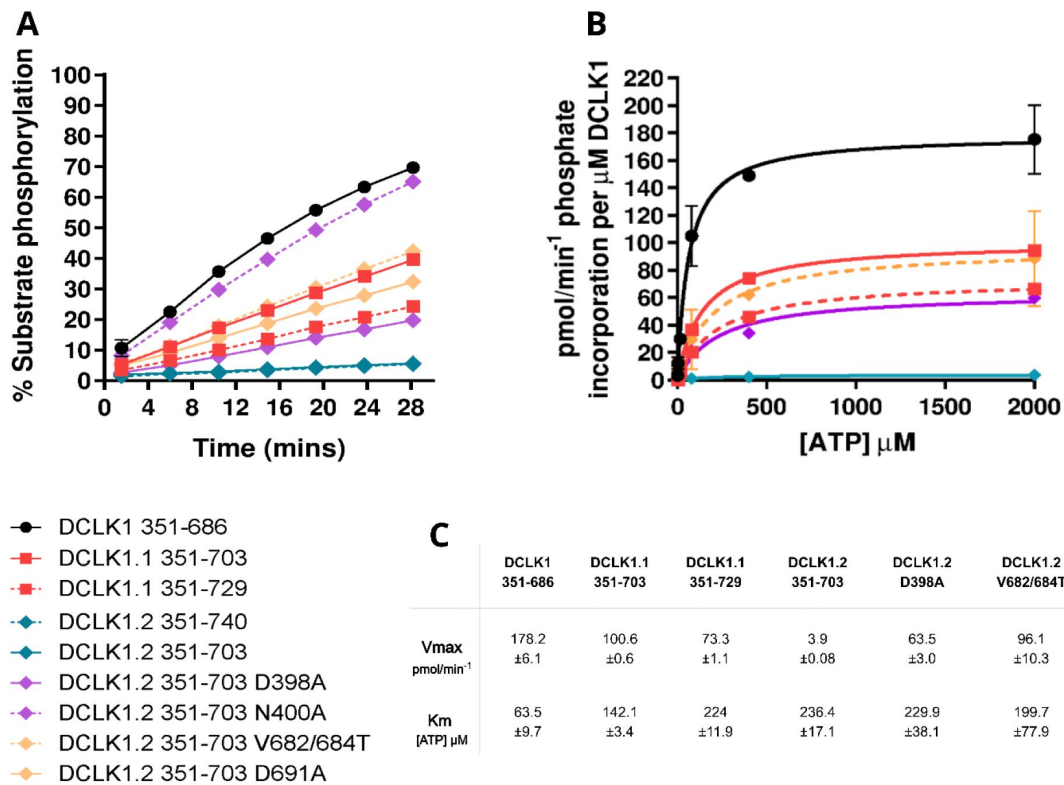 A
% Substrate phosphorylation
100
90
80
70
60
50
40
30
20
10
0
0 4 8 12 16 20 24 28
Time (mins)
B
pmol/min⁻¹ phosphate
incorporation per μM DCLK1
220
200
180
160
140
120
100
80
60
40
20
0
0 500 1000 1500 2000
[ATP] μM
DCLK1 351-686
DCLK1.1 351-703
DCLK1.1 351-729
DCLK1.2 351-740
DCLK1.2 351-703
DCLK1.2 351-703 D398A
DCLK1.2 351-703 N400A
DCLK1.2 351-703 V682/684T
DCLK1.2 351-703 D691A
C
DCLK1 DCLK1.1 DCLK1.1 DCLK1.2 DCLK1.2 DCLK1.2
351-686 351-703 351-729 351-703 D398A V682/684T
Vmax 178.2 100.6 73.3 3.9 63.5 96.1
pmol/min⁻¹ ±6.1 ±0.6 ±1.1 ±0.08 ±3.0 ±10.3
Km 63.5 142.1 224 236.4 229.9 199.7
[ATP] μM ±9.7 ±3.4 ±11.9 ±17.1 ±38.1 ±77.9